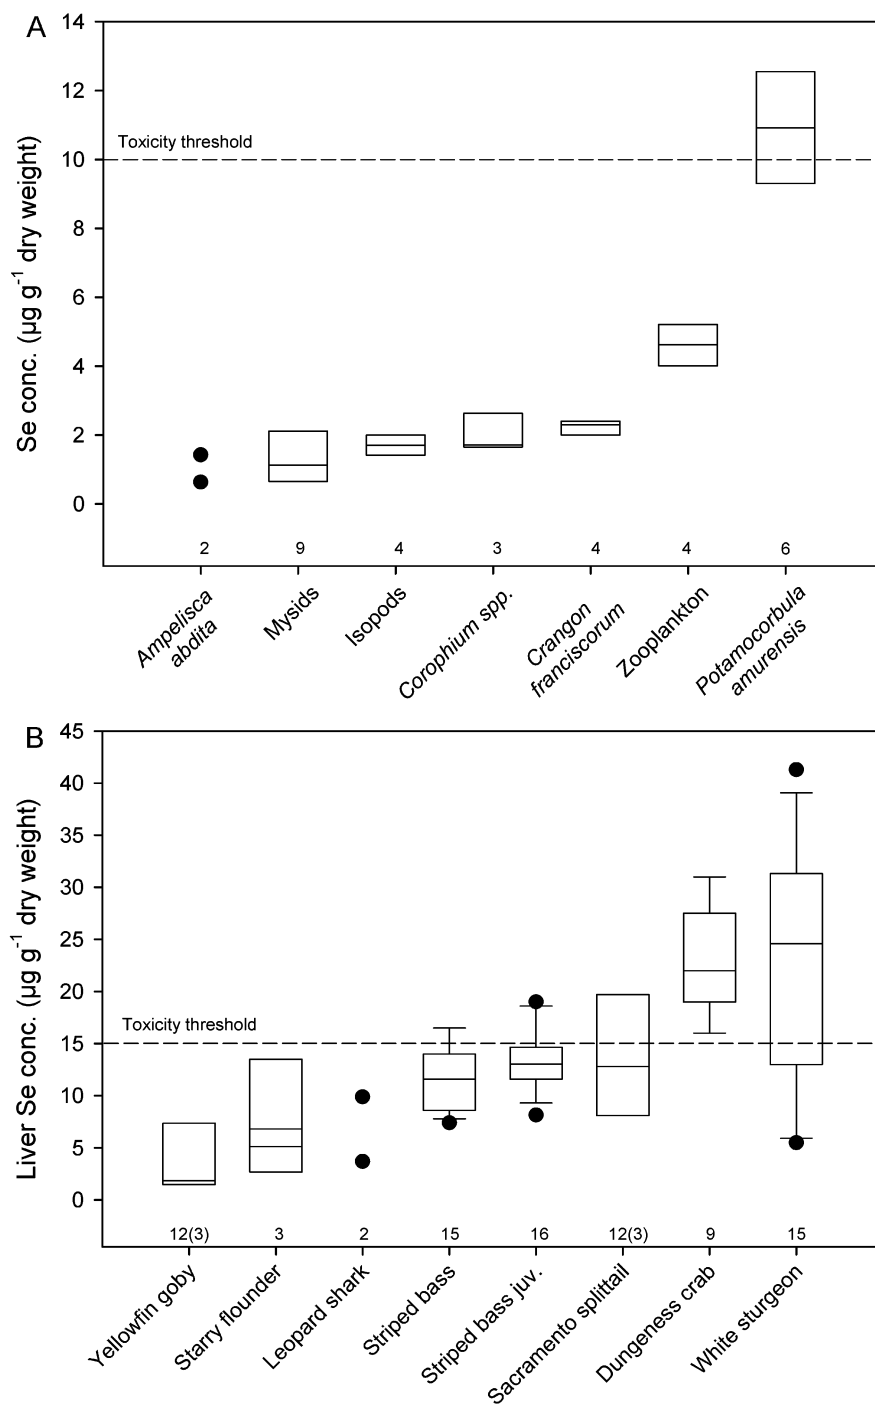 A
Se conc. (µg g-1 dry weight)
14
12
10
8
6
4
2
0
Toxicity threshold
2
9
4
3
4
4
6
Ampelisca
abdita
Mysids
Isopods
Corophium spp.
Crangon
franciscorum
Zooplankton
Potamocorbula
amurensis
B
Liver Se conc. (µg g-1 dry weight)
45
40
35
30
25
20
15
10
5
0
Toxicity threshold
12(3)
3
2
15
16
12(3)
9
15
Yellowfin goby
Starry flounder
Leopard shark
Striped bass
Striped bass juv.
Sacramento splittail
Dungeness crab
White sturgeon